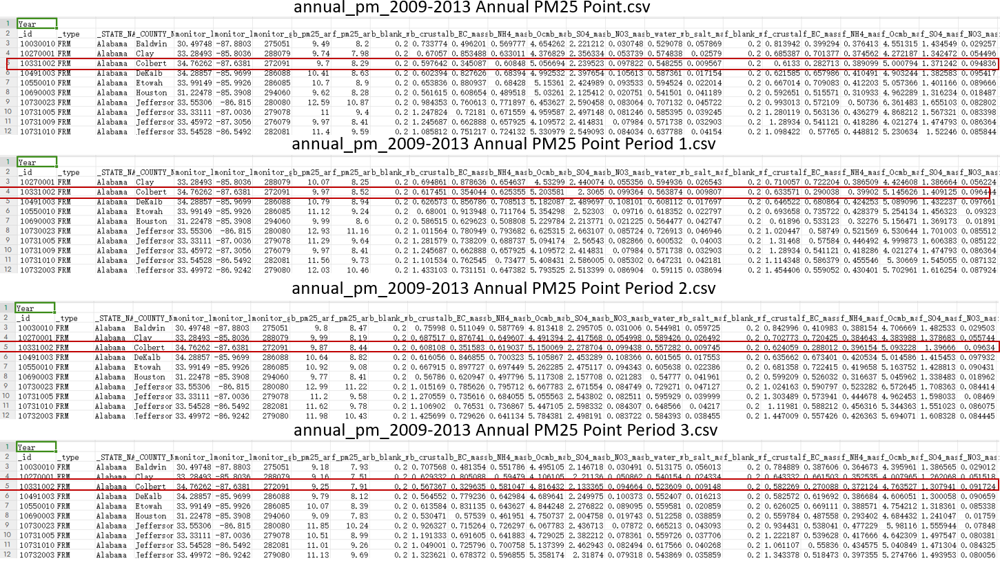 annual_pm_2009-2013 Annual PM25 Point.csv
1 Year
2 _id _type _STATE_NA _COUNTY_N monitor_l monitor_l monitor_g b_pm25_ar f_pm25_ar b_blank_m b_crustal b_EC_mass b_NH4_mas b_Ocmb_ma b_SO4_mas b_NO3_mas b_water_m b_salt_ma f_blank_m f_crustal f_EC_mass f_NH4_mas f_Ocmb_ma f_SO4_mas f_NO3_mas
3 10030010 FRM Alabama Baldwin 30.49748 -87.8803 275051 9.49 8.2 0.2 0.733774 0.496201 0.577769 4.654262 2.221212 0.030748 0.529078 0.057869 0.2 0.813942 0.399294 0.376413 4.551315 1.434549 0.029257
4 10270001 FRM Alabama Clay 33.28493 -85.8036 288079 9.74 7.98 0.2 0.67057 0.853488 0.633011 4.376829 2.356334 0.053739 0.574838 0.02579 0.2 0.685387 0.701377 0.374562 4.272187 1.342472 0.054496
5 10331002 FRM Alabama Colbert 34.76262 -87.6381 272091 9.7 8.29 0.2 0.597642 0.345087 0.60848 5.056694 2.239523 0.097822 0.548255 0.009567 0.2 0.6133 0.282713 0.389099 5.000794 1.371242 0.094836
6 10491003 FRM Alabama DeKalb 34.28857 -85.9699 286088 10.41 8.63 0.2 0.602394 0.827626 0.68394 4.992532 2.397654 0.105613 0.587361 0.017154 0.2 0.621585 0.657986 0.410491 4.903244 1.382583 0.095417
7 10550010 FRM Alabama Etowah 33.99149 -85.9926 286085 10.7 8.9 0.2 0.653836 0.880937 0.68428 5.15361 2.424989 0.093533 0.594524 0.022014 0.2 0.667014 0.709083 0.412203 5.057366 1.401166 0.089666
8 10690003 FRM Alabama Houston 31.22478 -85.3908 294060 9.62 8.28 0.2 0.561615 0.608654 0.489518 5.03261 2.125412 0.020751 0.541501 0.041189 0.2 0.592651 0.515571 0.310933 4.962289 1.316234 0.018487
9 10730023 FRM Alabama Jefferson 33.55306 -86.815 280080 12.59 10.87 0.2 0.984353 0.760613 0.771897 6.453627 2.590458 0.083064 0.707132 0.045722 0.2 0.993013 0.572109 0.50736 6.361483 1.655103 0.082802
10 10731005 FRM Alabama Jefferson 33.33111 -87.0036 279078 11 9.4 0.2 1.247824 0.72181 0.671559 4.959587 2.497148 0.081246 0.585395 0.039245 0.2 1.280119 0.563136 0.436279 4.868212 1.567321 0.083398
11 10731009 FRM Alabama Jefferson 33.45972 -87.3036 276079 9.97 8.41 0.2 1.245687 0.662888 0.657925 4.109572 2.414831 0.07984 0.571738 0.032903 0.2 1.28934 0.541121 0.418286 4.021274 1.474793 0.086364
12 10731010 FRM Alabama Jefferson 33.54528 -86.5492 282081 11.4 9.59 0.2 1.085812 0.751217 0.724132 5.330979 2.549093 0.084034 0.637788 0.04154 0.2 1.098422 0.57765 0.448812 5.230634 1.52246 0.085844
annual_pm_2009-2013 Annual PM25 Point Period 1.csv
1 Year
2 _id _type _STATE_NA _COUNTY_N monitor_l monitor_l monitor_g b_pm25_ar f_pm25_ar b_blank_m b_crustal b_EC_mass b_NH4_mas b_Ocmb_ma b_SO4_mas b_NO3_mas b_water_m b_salt_ma f_blank_m f_crustal f_EC_mass f_NH4_mas f_Ocmb_ma f_SO4_mas f_NO3_mas
3 10270001 FRM Alabama Clay 33.28493 -85.8036 288079 10.07 8.25 0.2 0.694861 0.878636 0.654637 4.53299 2.440074 0.055356 0.594936 0.026543 0.2 0.710057 0.722204 0.386509 4.424608 1.386664 0.056224
4 10331002 FRM Alabama Colbert 34.76262 -87.6381 272091 9.97 8.52 0.2 0.617451 0.354044 0.625355 5.203581 2.3065 0.099364 0.563874 0.009807 0.2 0.633571 0.290038 0.39902 5.145626 1.409125 0.096444
5 10491003 FRM Alabama DeKalb 34.28857 -85.9699 286088 10.79 8.94 0.2 0.626573 0.856786 0.708513 5.182087 2.489697 0.108101 0.608112 0.017697 0.2 0.646522 0.680864 0.424253 5.089096 1.432237 0.097661
6 10550010 FRM Alabama Etowah 33.99149 -85.9926 286085 11.12 9.24 0.2 0.68001 0.913948 0.711764 5.354298 2.52303 0.09716 0.618352 0.022797 0.2 0.693658 0.735722 0.428379 5.254134 1.456323 0.09323
7 10690003 FRM Alabama Houston 31.22478 -85.3908 294060 9.99 8.6 0.2 0.586515 0.629623 0.508808 5.229784 2.213771 0.021225 0.564477 0.042747 0.2 0.61896 0.533123 0.32276 5.156471 1.369173 0.01891
8 10730023 FRM Alabama Jefferson 33.55306 -86.815 280080 12.93 11.16 0.2 1.011564 0.780949 0.793682 6.625315 2.663107 0.085724 0.726913 0.046946 0.2 1.020447 0.58749 0.521569 6.530644 1.701003 0.085512
9 10731005 FRM Alabama Jefferson 33.33111 -87.0036 279078 11.29 9.64 0.2 1.281579 0.738209 0.688737 5.094174 2.56543 0.082866 0.600532 0.04003 0.2 1.31468 0.57584 0.446492 4.999873 1.606383 0.085122
10 10731009 FRM Alabama Jefferson 33.45972 -87.3036 276079 9.97 8.41 0.2 1.245687 0.662888 0.657925 4.109572 2.414831 0.07984 0.571738 0.032903 0.2 1.28934 0.541121 0.418286 4.021274 1.474793 0.086364
11 10731010 FRM Alabama Jefferson 33.54528 -86.5492 282081 11.56 9.73 0.2 1.101534 0.762545 0.73477 5.408431 2.586005 0.085302 0.647231 0.042181 0.2 1.114348 0.586379 0.455546 5.30669 1.545055 0.087132
12 10732003 FRM Alabama Jefferson 33.49972 -86.9242 279080 12.03 10.46 0.2 1.433103 0.731151 0.647382 5.793525 2.513399 0.086904 0.59115 0.038694 0.2 1.454406 0.559052 0.430401 5.702961 1.616254 0.087924
annual_pm_2009-2013 Annual PM25 Point Period 2.csv
1 Year
2 _id _type _STATE_NA _COUNTY_N monitor_l monitor_l monitor_g b_pm25_ar f_pm25_ar b_blank_m b_crustal b_EC_mass b_NH4_mas b_Ocmb_ma b_SO4_mas b_NO3_mas b_water_m b_salt_ma f_blank_m f_crustal f_EC_mass f_NH4_mas f_Ocmb_ma f_SO4_mas f_NO3_mas
3 10030010 FRM Alabama Baldwin 30.49748 -87.8803 275051 9.8 8.47 0.2 0.75998 0.511049 0.587769 4.813418 2.295705 0.031006 0.544981 0.059725 0.2 0.842996 0.410983 0.388158 4.706669 1.482533 0.029503
4 10270001 FRM Alabama Clay 33.28493 -85.8036 288079 9.99 8.19 0.2 0.687517 0.876741 0.649607 4.491394 2.417568 0.054998 0.589426 0.026492 0.2 0.702773 0.720425 0.384643 4.383988 1.378683 0.055744
5 10331002 FRM Alabama Colbert 34.76262 -87.6381 272091 9.87 8.44 0.2 0.608108 0.351583 0.619037 5.150069 2.278704 0.099438 0.557282 0.009745 0.2 0.624059 0.288012 0.396154 5.093228 1.39666 0.09634
6 10491003 FRM Alabama DeKalb 34.28857 -85.9699 286088 10.64 8.82 0.2 0.616056 0.846855 0.700323 5.105867 2.453289 0.108366 0.601565 0.017553 0.2 0.635662 0.673401 0.420534 5.014586 1.415453 0.097932
7 10550010 FRM Alabama Etowah 33.99149 -85.9926 286085 10.92 9.08 0.2 0.667915 0.897727 0.697449 5.262285 2.475117 0.094343 0.605638 0.022386 0.2 0.681358 0.722415 0.419658 5.163752 1.428813 0.090431
8 10690003 FRM Alabama Houston 31.22478 -85.3908 294060 9.77 8.41 0.2 0.56786 0.620947 0.497796 5.117308 2.157708 0.021283 0.54777 0.041961 0.2 0.599209 0.526032 0.316637 5.045962 1.338483 0.018962
9 10730023 FRM Alabama Jefferson 33.55306 -86.815 280080 12.99 11.22 0.2 1.015169 0.785626 0.795712 6.667783 2.671554 0.084749 0.729271 0.047127 0.2 1.024163 0.590797 0.523282 6.572645 1.708363 0.084414
10 10731005 FRM Alabama Jefferson 33.33111 -87.0036 279078 11.2 9.58 0.2 1.270559 0.735616 0.684055 5.055563 2.543802 0.082511 0.595929 0.039999 0.2 1.303489 0.573941 0.444678 4.962453 1.598033 0.08469
11 10731010 FRM Alabama Jefferson 33.54528 -86.5492 282081 11.62 9.78 0.2 1.106902 0.76531 0.736867 5.447105 2.598332 0.084307 0.648566 0.04217 0.2 1.11981 0.588212 0.456316 5.344363 1.551023 0.086075
12 10732003 FRM Alabama Jefferson 33.49972 -86.9242 279080 11.98 10.43 0.2 1.425699 0.729626 0.641134 5.784381 2.498191 0.083722 0.584393 0.038455 0.2 1.447009 0.557426 0.426363 5.694071 1.608328 0.084445
annual_pm_2009-2013 Annual PM25 Point Period 3.csv
1 Year
2 _id _type _STATE_NA _COUNTY_N monitor_l monitor_l monitor_g b_pm25_ar f_pm25_ar b_blank_m b_crustal b_EC_mass b_NH4_mas b_Ocmb_ma b_SO4_mas b_NO3_mas b_water_m b_salt_ma f_blank_m f_crustal f_EC_mass f_NH4_mas f_Ocmb_ma f_SO4_mas f_NO3_mas
3 10030010 FRM Alabama Baldwin 30.49748 -87.8803 275051 9.18 7.93 0.2 0.707568 0.481354 0.551786 4.495105 2.146718 0.030491 0.513175 0.056013 0.2 0.784889 0.387606 0.364673 4.395961 1.386565 0.029012
4 10270001 FRM Alabama Clay 33.28493 -85.8036 288079 9.16 7.51 0.2 0.629332 0.805088 0.59479 4.106105 2.21136 0.050862 0.540154 0.024334 0.2 0.643332 0.661503 0.352535 4.007965 1.262068 0.051518
5 10331002 FRM Alabama Colbert 34.76262 -87.6381 272091 9.25 7.91 0.2 0.567367 0.329635 0.581047 4.816432 2.133365 0.094664 0.523609 0.009148 0.2 0.582269 0.270088 0.372124 4.763527 1.307941 0.091724
6 10491003 FRM Alabama DeKalb 34.28857 -85.9699 286088 9.79 8.12 0.2 0.564552 0.779236 0.642984 4.689641 2.249975 0.100373 0.552407 0.016213 0.2 0.582572 0.619692 0.386684 4.606051 1.300058 0.090659
7 10550010 FRM Alabama Etowah 33.99149 -85.9926 286085 10.07 8.39 0.2 0.613584 0.831135 0.643627 4.844248 2.276822 0.089095 0.559581 0.020859 0.2 0.626025 0.669111 0.388571 4.754212 1.318361 0.085338
8 10690003 FRM Alabama Houston 31.22478 -85.3908 294060 9.09 7.83 0.2 0.530471 0.57539 0.461951 4.750737 2.004758 0.019743 0.512258 0.038859 0.2 0.559784 0.487558 0.293402 4.684432 1.241047 0.01759
9 10730023 FRM Alabama Jefferson 33.55306 -86.815 280080 11.85 10.24 0.2 0.926327 0.715264 0.726297 6.067783 2.436713 0.07872 0.665213 0.043093 0.2 0.934431 0.538041 0.477229 5.98116 1.555944 0.07848
10 10731005 FRM Alabama Jefferson 33.33111 -87.0036 279078 10.51 8.99 0.2 1.191333 0.691605 0.641883 4.729025 2.382212 0.078361 0.559726 0.037706 0.2 1.222187 0.539628 0.417666 4.642309 1.497547 0.080381
11 10731010 FRM Alabama Jefferson 33.54528 -86.5492 282081 11.01 9.26 0.2 1.049001 0.725796 0.700758 5.137399 2.462943 0.082494 0.617566 0.040268 0.2 1.061107 0.55836 0.434575 5.040849 1.471304 0.084325
12 10732003 FRM Alabama Jefferson 33.49972 -86.9242 279080 11.13 9.69 0.2 1.323621 0.678372 0.596855 5.358174 2.31874 0.079318 0.543869 0.035859 0.2 1.343378 0.518473 0.397355 5.274766 1.493953 0.080056